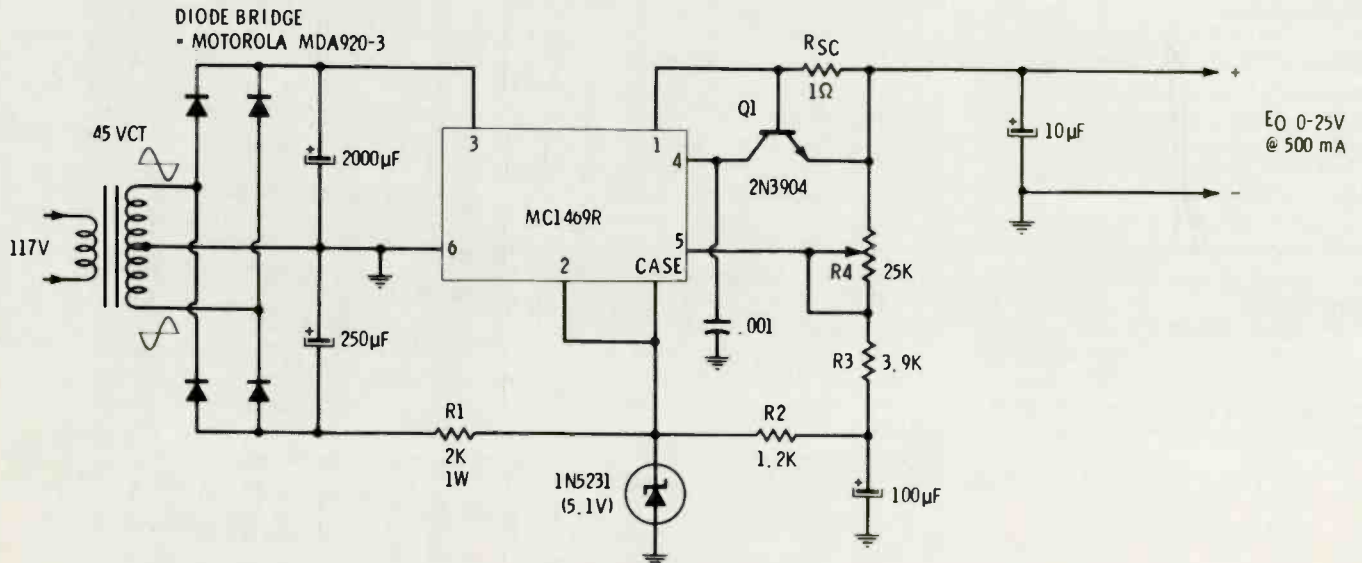 DIODE BRIDGE
- MOTOROLA MDA920-3
45 VCT
117V
+
2000µF
+
250µF
3
1
4
5
6
2
CASE
MC1469R
Q1
2N3904
RSC
1Ω
+
10µF
+
-
EO 0-25V
@ 500 mA
R4
25K
.001
R3
3.9K
R1
2K
1W
R2
1.2K
1N5231
(5.1V)
+
100µF